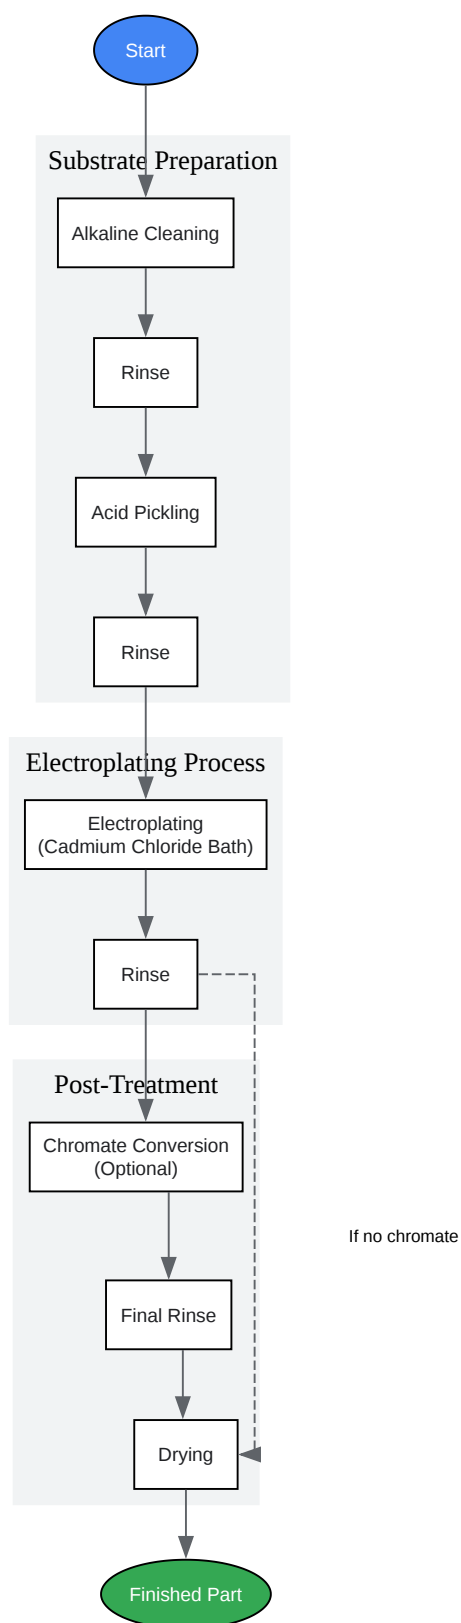 Start
Substrate Preparation
Alkaline Cleaning
Rinse
Acid Pickling
Rinse
Electroplating Process
Electroplating
(Cadmium Chloride Bath)
Rinse
Post-Treatment
Chromate Conversion
(Optional)
If no chromate
Final Rinse
Drying
Finished Part